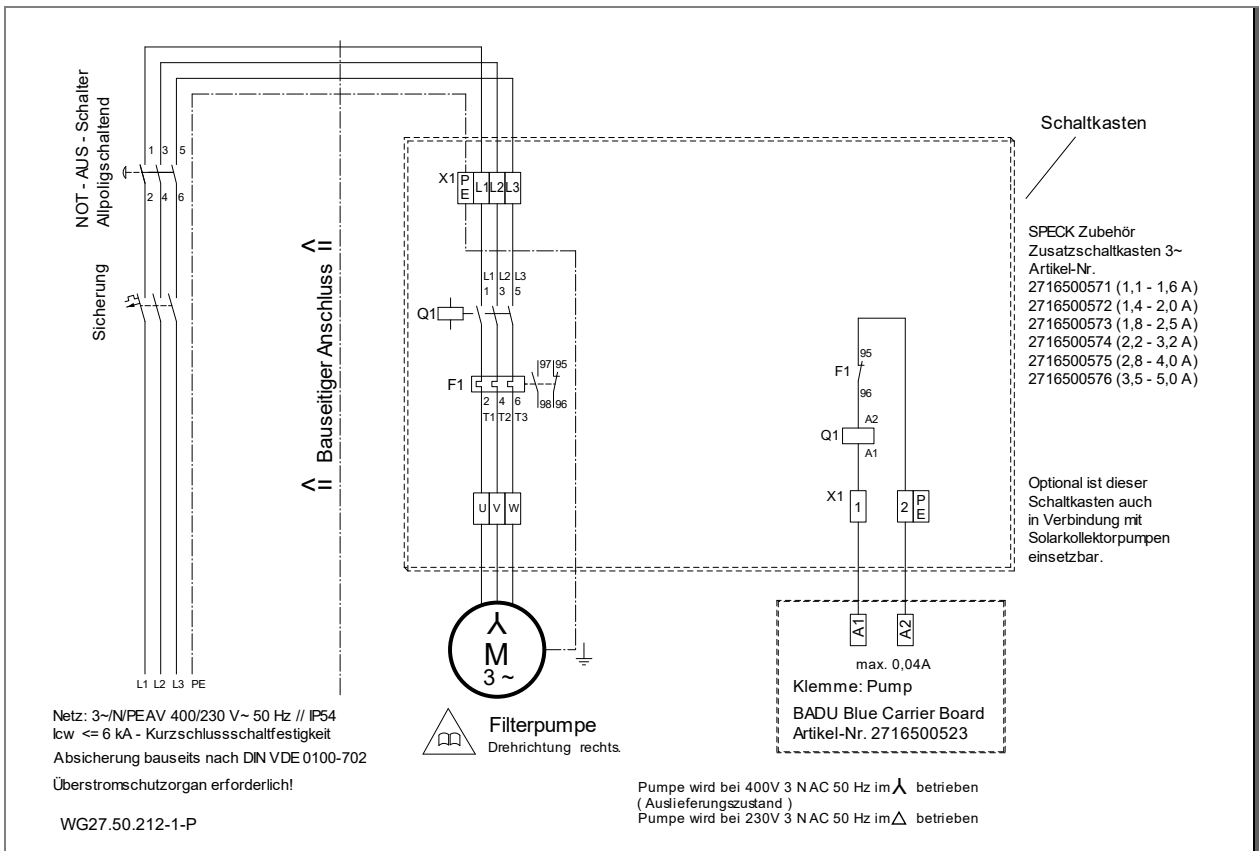 NOT - AUS - Schalter
Allpoligschaltend
1 3 5
2 4 6
Sicherung
L1 L2 L3 PE
<= Bauseitiger Anschluss <=
Schaltkasten
X1 PE L1 L2 L3
L1 L2 L3
1 3 5
Q1
F1
97 95
98 96
2 4 6
T1 T2 T3
U V W
M
3 ~
Filterpumpe
Drehrichtung rechts.
95
F1
96
A2
Q1
A1
X1 1 2 PE
A1 A2
max. 0,04A
Klemme: Pump
BADU Blue Carrier Board
Artikel-Nr. 2716500523
SPECK Zubehör
Zusatzschaltkasten 3~
Artikel-Nr.
2716500571 (1,1 - 1,6 A)
2716500572 (1,4 - 2,0 A)
2716500573 (1,8 - 2,5 A)
2716500574 (2,2 - 3,2 A)
2716500575 (2,8 - 4,0 A)
2716500576 (3,5 - 5,0 A)
Optional ist dieser
Schaltkasten auch
in Verbindung mit
Solarkollektorpumpen
einsetzbar.
Netz: 3~/N/PEAV 400/230 V~ 50 Hz // IP54
Icw <= 6 kA - Kurzschlussschaltfestigkeit
Absicherung bauseits nach DIN VDE 0100-702
Überstromschutzorgan erforderlich!
WG27.50.212-1-P
Pumpe wird bei 400V 3 N AC 50 Hz im ⅄ betrieben
( Auslieferungszustand )
Pumpe wird bei 230V 3 N AC 50 Hz im △ betrieben